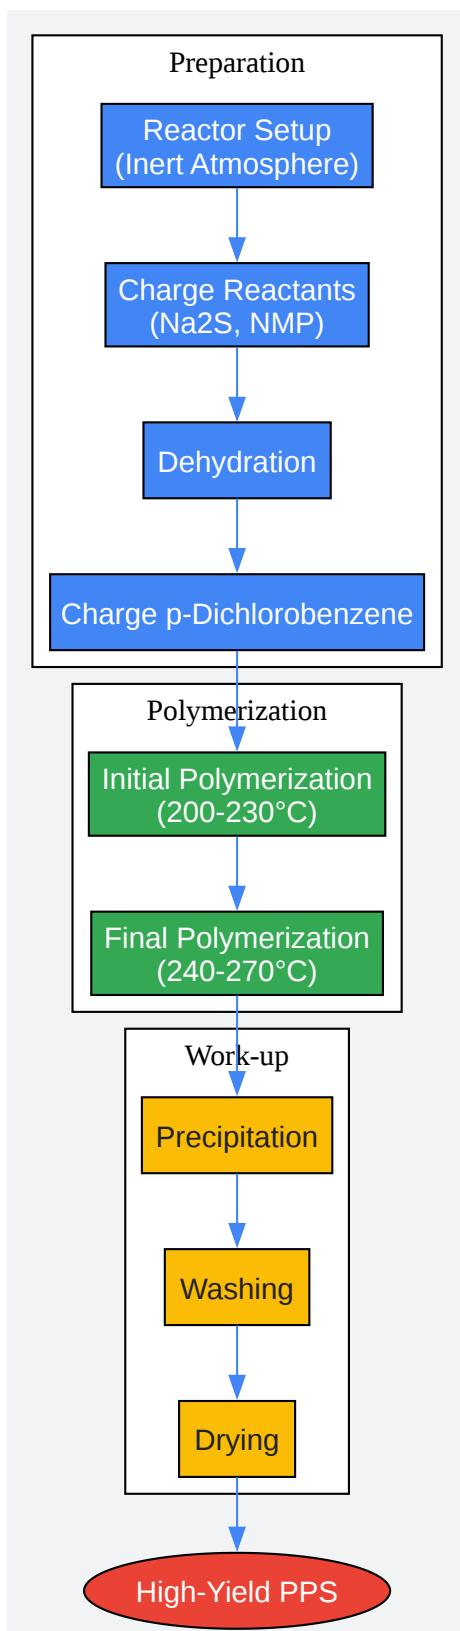 Preparation
Reactor Setup
(Inert Atmosphere)
Charge Reactants
(Na2S, NMP)
Dehydration
Charge p-Dichlorobenzene
Polymerization
Initial Polymerization
(200-230°C)
Final Polymerization
(240-270°C)
Work-up
Precipitation
Washing
Drying
High-Yield PPS